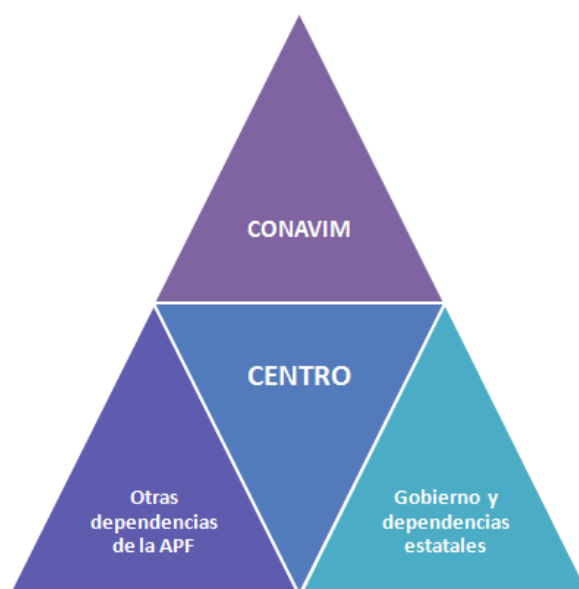 CONAVIM
CENTRO
Otras
dependencias
de la APF
Gobierno y
dependencias
estatales